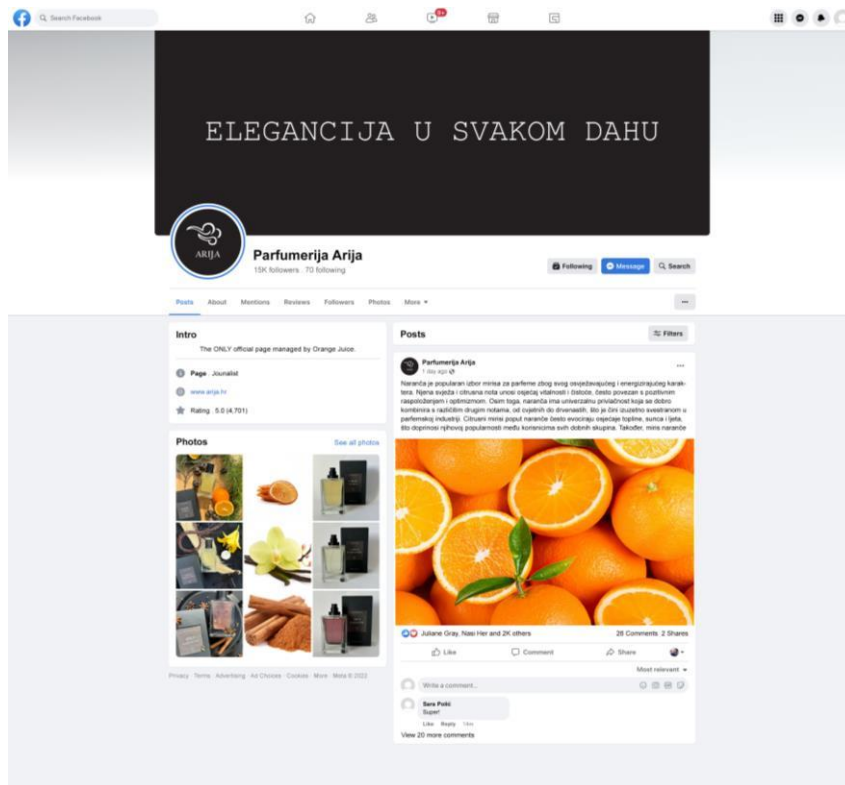 Search Facebook
9+
ELEGANCIJA U SVAKOM DAHU
ARIJA
Parfumerija Arija
15K followers · 70 following
Following
Message
Search
Posts
About
Mentions
Reviews
Followers
Photos
More
Intro
The ONLY official page managed by Orange Juice.
Page · Jounalist
www.arija.hr
Rating · 5.0 (4,701)
Photos
See all photos
Privacy · Terms · Advertising · Ad Choices · Cookies · More · Meta © 2022
Posts
Filters
Parfumerija Arija
1 day ago
Naranča je popularan izbor mirisa za parfeme zbog svog osvježavajućeg i energizirajućeg karak-
tera. Njena svježa i citrusna nota unosi osjećaj vitalnosti i čistoće, često povezan s pozitivnim
raspoloženjem i optimizmom. Osim toga, naranča ima univerzalnu privlačnost koja se dobro
kombinira s različitim drugim notama, od cvjetnih do drvenastih, što je čini izuzetno svestranom u
parfemskoj industriji. Citrusni mirisi poput naranče često evociraju osjećaje topline, sunca i ljeta,
što doprinosi njihovoj popularnosti među korisnicima svih dobnih skupina. Također, miris naranče
Juliane Gray, Nasi Her and 2K others
28 Comments 2 Shares
Like
Comment
Share
Most relevant
Write a comment...
Super!
Like Reply 14m
View 20 more comments